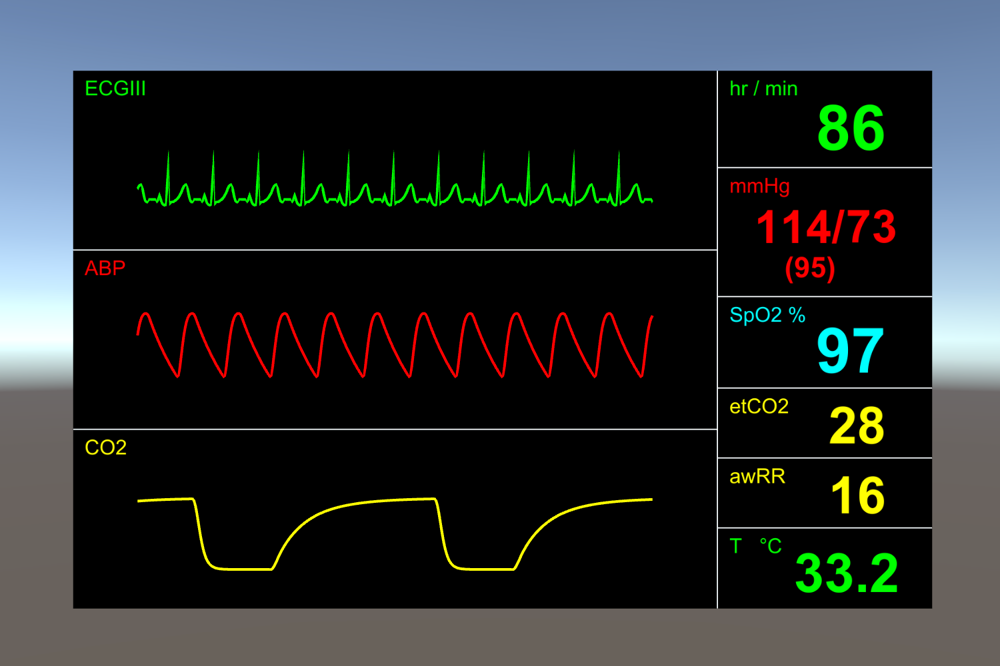 ECGIII
hr / min
86
mmHg
114/73
(95)
ABP
SpO2 %
97
etCO2
28
CO2
awRR
16
T °C
33.2